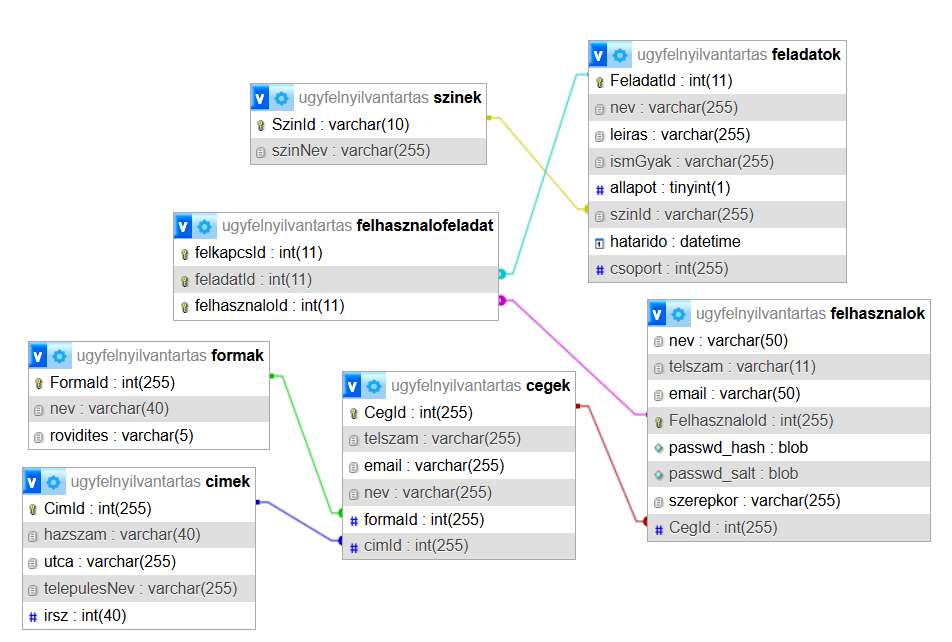 ugyfelnyilvantartas szinek
SzinId : varchar(10)
szinNev : varchar(255)
ugyfelnyilvantartas feladatok
FeladatId : int(11)
nev : varchar(255)
leiras : varchar(255)
ismGyak : varchar(255)
allapot : tinyint(1)
szinId : varchar(255)
hatarido : datetime
csoport : int(255)
ugyfelnyilvantartas felhasznalofeladat
felkapcsId : int(11)
feladatId : int(11)
felhasznaloId : int(11)
ugyfelnyilvantartas felhasznalok
nev : varchar(50)
telszam : varchar(11)
email : varchar(50)
FelhasznaloId : int(255)
passwd_hash : blob
passwd_salt : blob
szerepkor : varchar(255)
CegId : int(255)
ugyfelnyilvantartas formak
FormaId : int(255)
nev : varchar(40)
rovidites : varchar(5)
ugyfelnyilvantartas cegek
CegId : int(255)
telszam : varchar(255)
email : varchar(255)
nev : varchar(255)
formaId : int(255)
cimId : int(255)
ugyfelnyilvantartas cimek
CimId : int(255)
hazszam : varchar(40)
utca : varchar(255)
telepulesNev : varchar(255)
irsz : int(40)